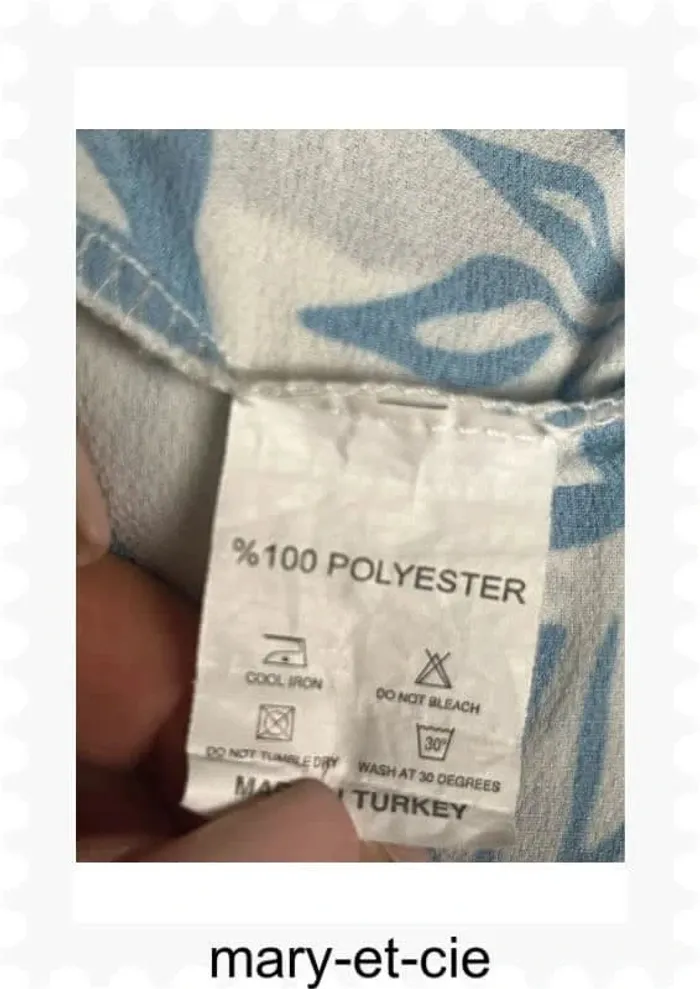 %100 POLYESTER
COOL IRON
DO NOT BLEACH
30°
DO NOT TUMBLE DRY
WASH AT 30 DEGREES
TURKEY
mary-et-cie